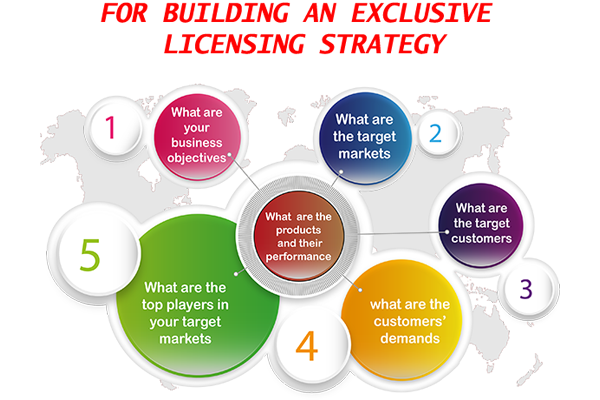 FOR BUILDING AN EXCLUSIVE
LICENSING STRATEGY
1
What are
your
business
objectives
What are
the target
markets
2
What are the
products
and their
performance
What are
the target
customers
3
5
What are the
top players in
your target
markets
4
what are the
customers'
demands